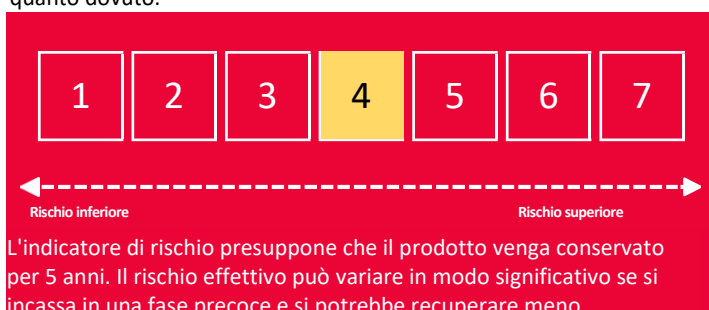 quanto dovuto.
1 2 3 4 5 6 7
Rischio inferiore Rischio superiore
L'indicatore di rischio presuppone che il prodotto venga conservato
per 5 anni. Il rischio effettivo può variare in modo significativo se si
incassa in una fase precoce e si potrebbe recuperare meno